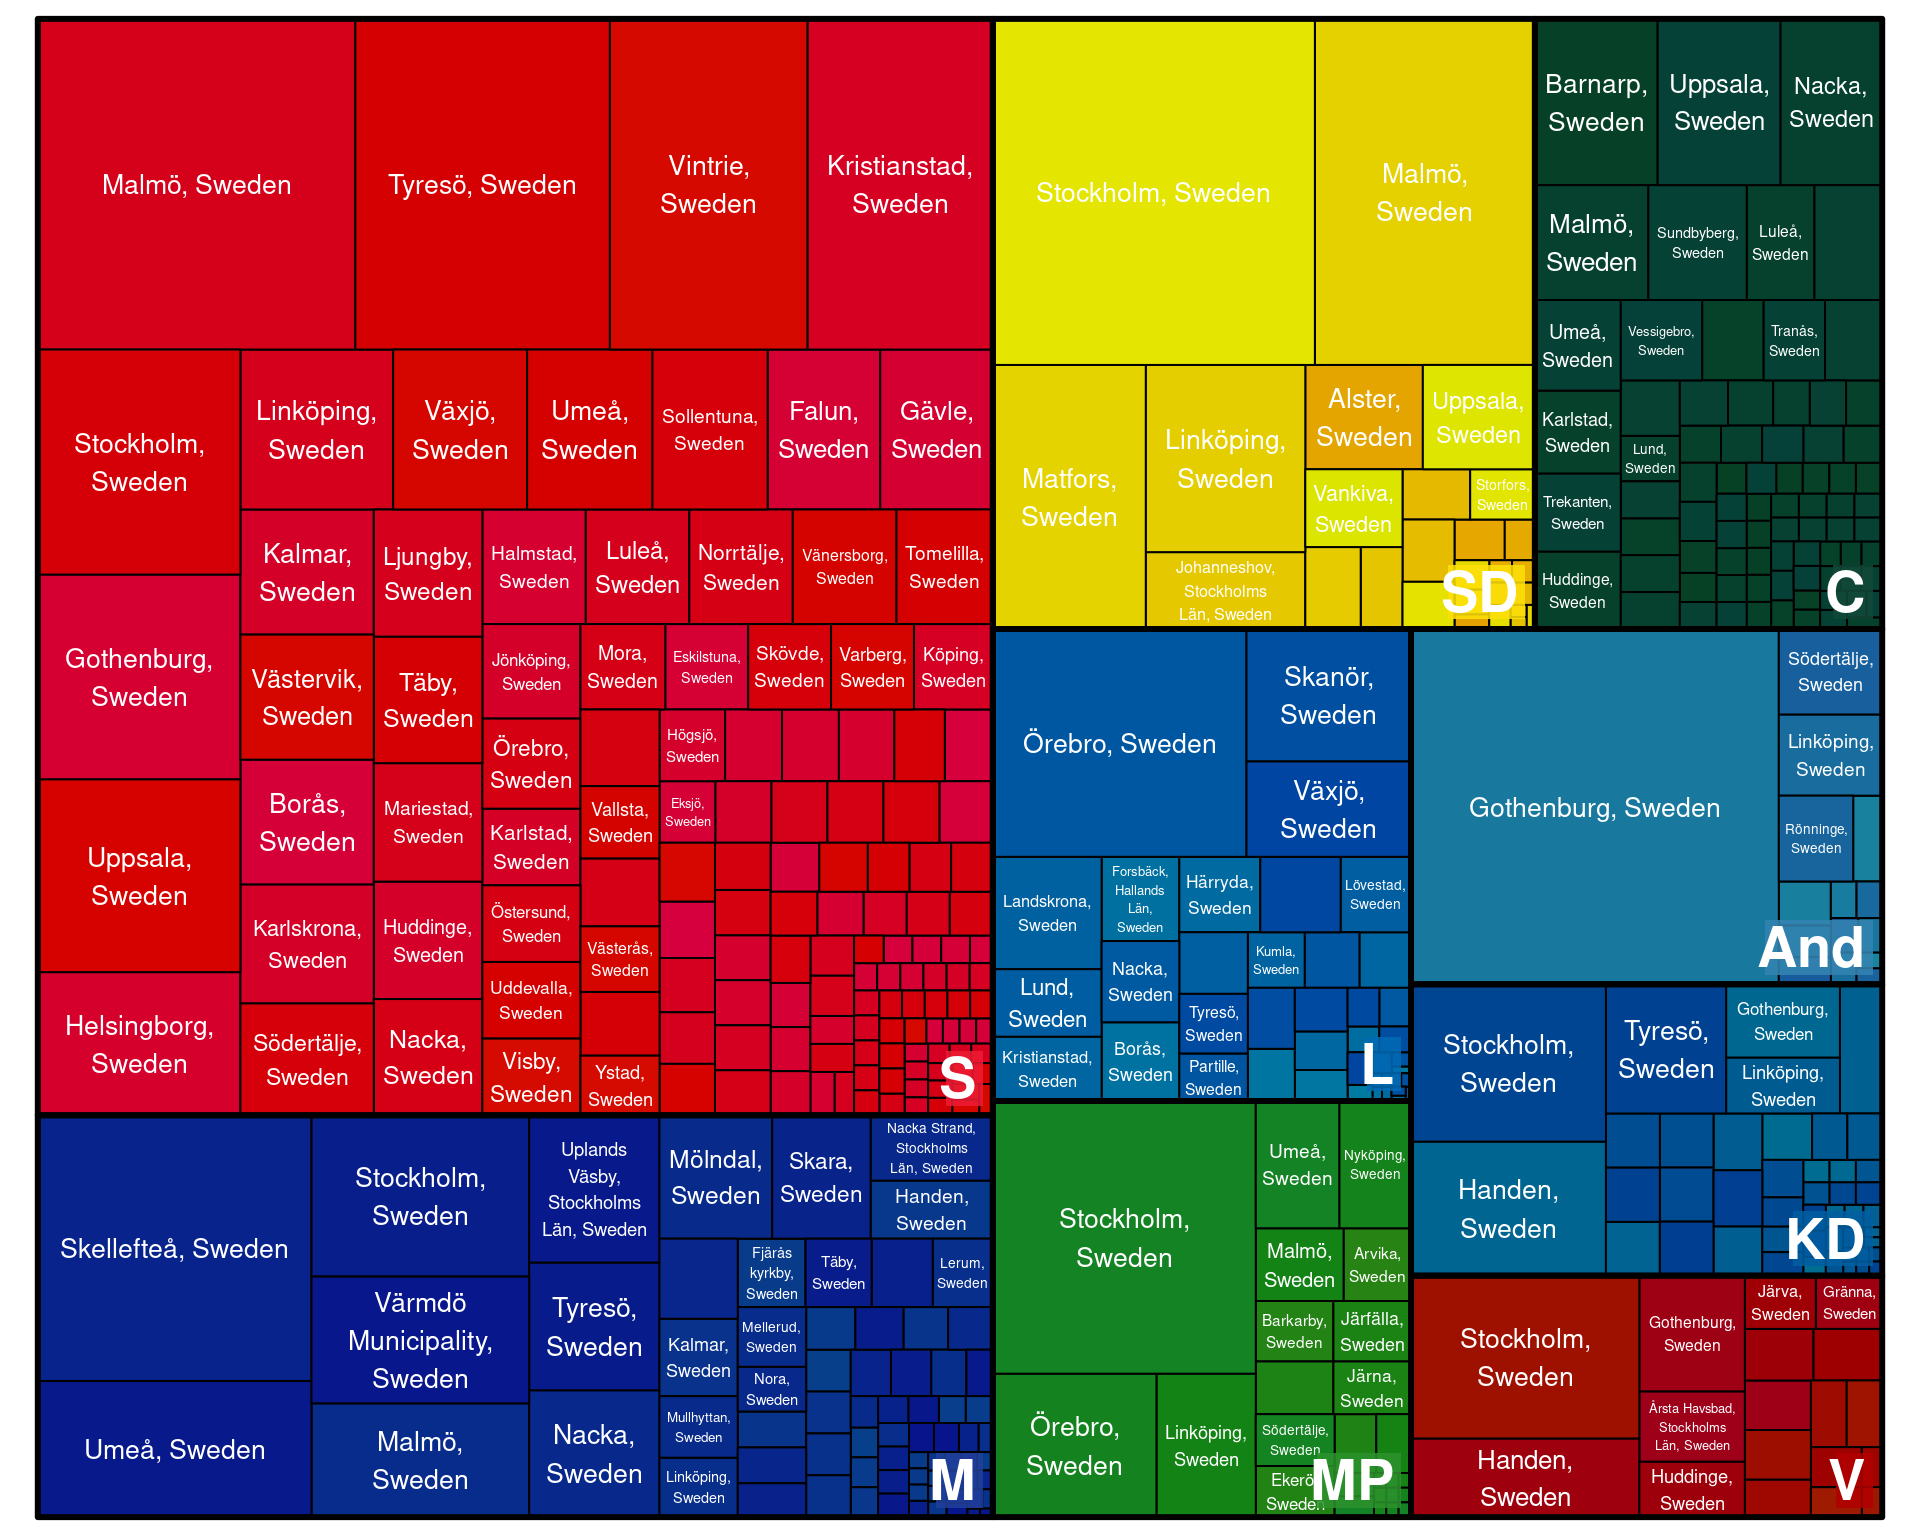 Malmö, Sweden
Tyresö, Sweden
Vintrie,
Sweden
Kristianstad,
Sweden
Stockholm,
Sweden
Linköping,
Sweden
Växjö,
Sweden
Umeå,
Sweden
Sollentuna,
Sweden
Falun,
Sweden
Gävle,
Sweden
Gothenburg,
Sweden
Kalmar,
Sweden
Ljungby,
Sweden
Halmstad,
Sweden
Luleå,
Sweden
Norrtälje,
Sweden
Vänersborg,
Sweden
Tomelilla,
Sweden
Västervik,
Sweden
Täby,
Sweden
Jönköping,
Sweden
Mora,
Sweden
Eskilstuna,
Sweden
Skövde,
Sweden
Varberg,
Sweden
Köping,
Sweden
Örebro,
Sweden
Högsjö,
Sweden
Uppsala,
Sweden
Borås,
Sweden
Mariestad,
Sweden
Karlstad,
Sweden
Vallsta,
Sweden
Eksjö,
Sweden
Karlskrona,
Sweden
Huddinge,
Sweden
Östersund,
Sweden
Västerås,
Sweden
Helsingborg,
Sweden
Södertälje,
Sweden
Nacka,
Sweden
Uddevalla,
Sweden
Visby,
Sweden
Ystad,
Sweden
S
Stockholm, Sweden
Malmö,
Sweden
Matfors,
Sweden
Linköping,
Sweden
Johanneshov,
Stockholms
Län, Sweden
Alster,
Sweden
Uppsala,
Sweden
Vankiva,
Sweden
Storfors,
Sweden
SD
Barnarp,
Sweden
Uppsala,
Sweden
Nacka,
Sweden
Malmö,
Sweden
Sundbyberg,
Sweden
Luleå,
Sweden
Umeå,
Sweden
Vessigebro,
Sweden
Tranås,
Sweden
Karlstad,
Sweden
Lund,
Sweden
Trekanten,
Sweden
Huddinge,
Sweden
C
Örebro, Sweden
Skanör,
Sweden
Växjö,
Sweden
Landskrona,
Sweden
Forsbäck,
Hallands
Län,
Sweden
Härryda,
Sweden
Lövestad,
Sweden
Lund,
Sweden
Nacka,
Sweden
Kumla,
Sweden
Tyresö,
Sweden
Kristianstad,
Sweden
Borås,
Sweden
Partille,
Sweden
L
Gothenburg, Sweden
Södertälje,
Sweden
Linköping,
Sweden
Rönninge,
Sweden
And
Stockholm,
Sweden
Tyresö,
Sweden
Gothenburg,
Sweden
Linköping,
Sweden
Handen,
Sweden
KD
Skellefteå, Sweden
Umeå, Sweden
Stockholm,
Sweden
Värmdö
Municipality,
Sweden
Malmö,
Sweden
Uplands
Väsby,
Stockholms
Län, Sweden
Tyresö,
Sweden
Nacka,
Sweden
Mölndal,
Sweden
Skara,
Sweden
Nacka Strand,
Stockholms
Län, Sweden
Handen,
Sweden
Fjärås
kyrkby,
Sweden
Täby,
Sweden
Lerum,
Sweden
Kalmar,
Sweden
Mellerud,
Sweden
Nora,
Sweden
Mullhyttan,
Sweden
Linköping,
Sweden
M
Stockholm,
Sweden
Umeå,
Sweden
Nyköping,
Sweden
Malmö,
Sweden
Arvika,
Sweden
Barkarby,
Sweden
Järfälla,
Sweden
Järna,
Sweden
Örebro,
Sweden
Linköping,
Sweden
Södertälje,
Sweden
Ekerö,
Sweden
MP
Stockholm,
Sweden
Handen,
Sweden
Gothenburg,
Sweden
Järva,
Sweden
Gränna,
Sweden
Årsta Havsbad,
Stockholms
Län, Sweden
Huddinge,
Sweden
V